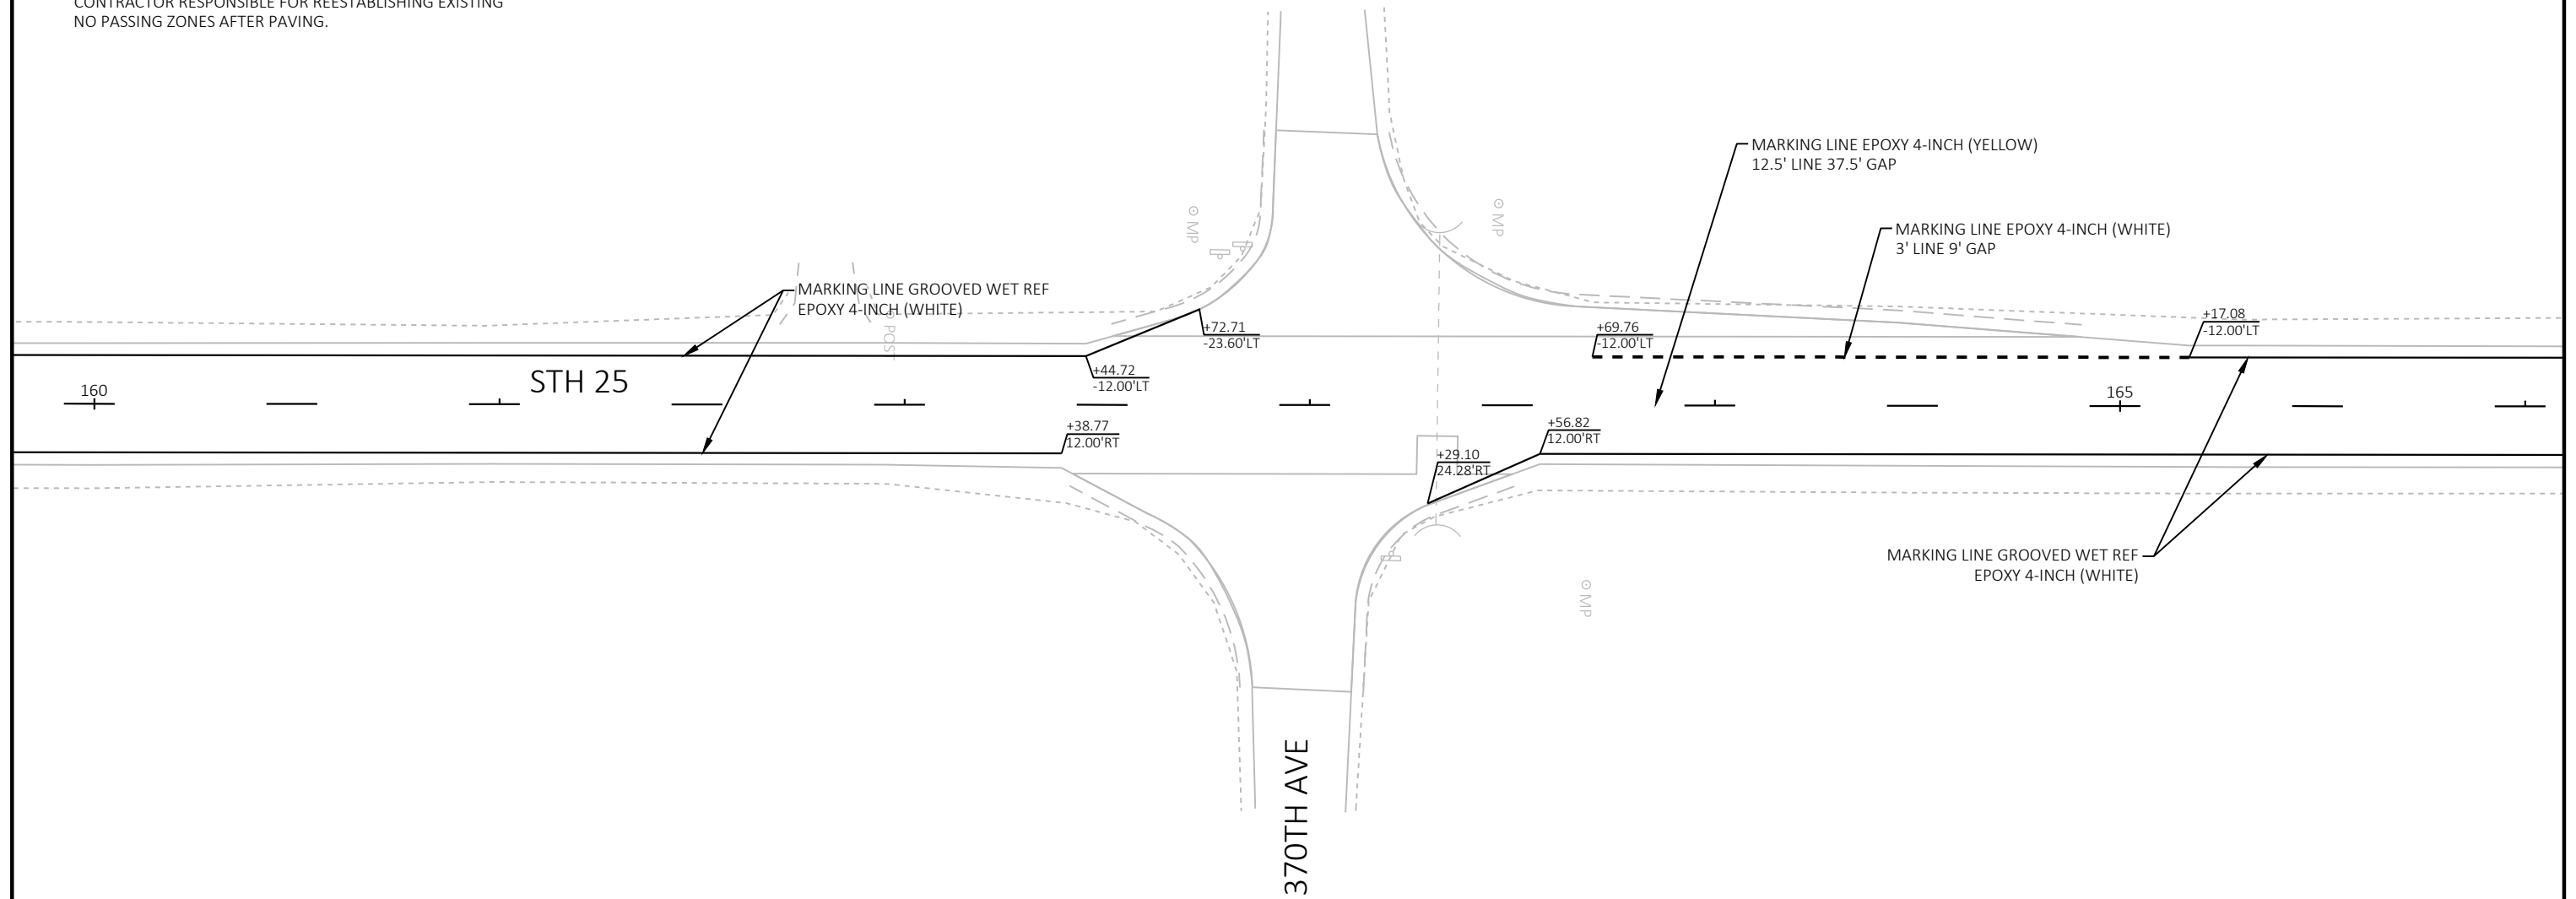 CONTRACTOR RESPONSIBLE FOR REESTABLISHING EXISTING
NO PASSING ZONES AFTER PAVING.
MARKING LINE EPOXY 4-INCH (YELLOW)
12.5' LINE 37.5' GAP
MP
MP
MARKING LINE EPOXY 4-INCH (WHITE)
3' LINE 9' GAP
MARKING LINE GROOVED WET REF
EPOXY 4-INCH (WHITE)
POST
+72.71
-23.60'LT
+69.76
-12.00'LT
+17.08
-12.00'LT
+44.72
-12.00'LT
STH 25
160
165
+38.77
12.00'RT
+56.82
12.00'RT
+29.10
24.28'RT
MARKING LINE GROOVED WET REF
EPOXY 4-INCH (WHITE)
MP
370TH AVE